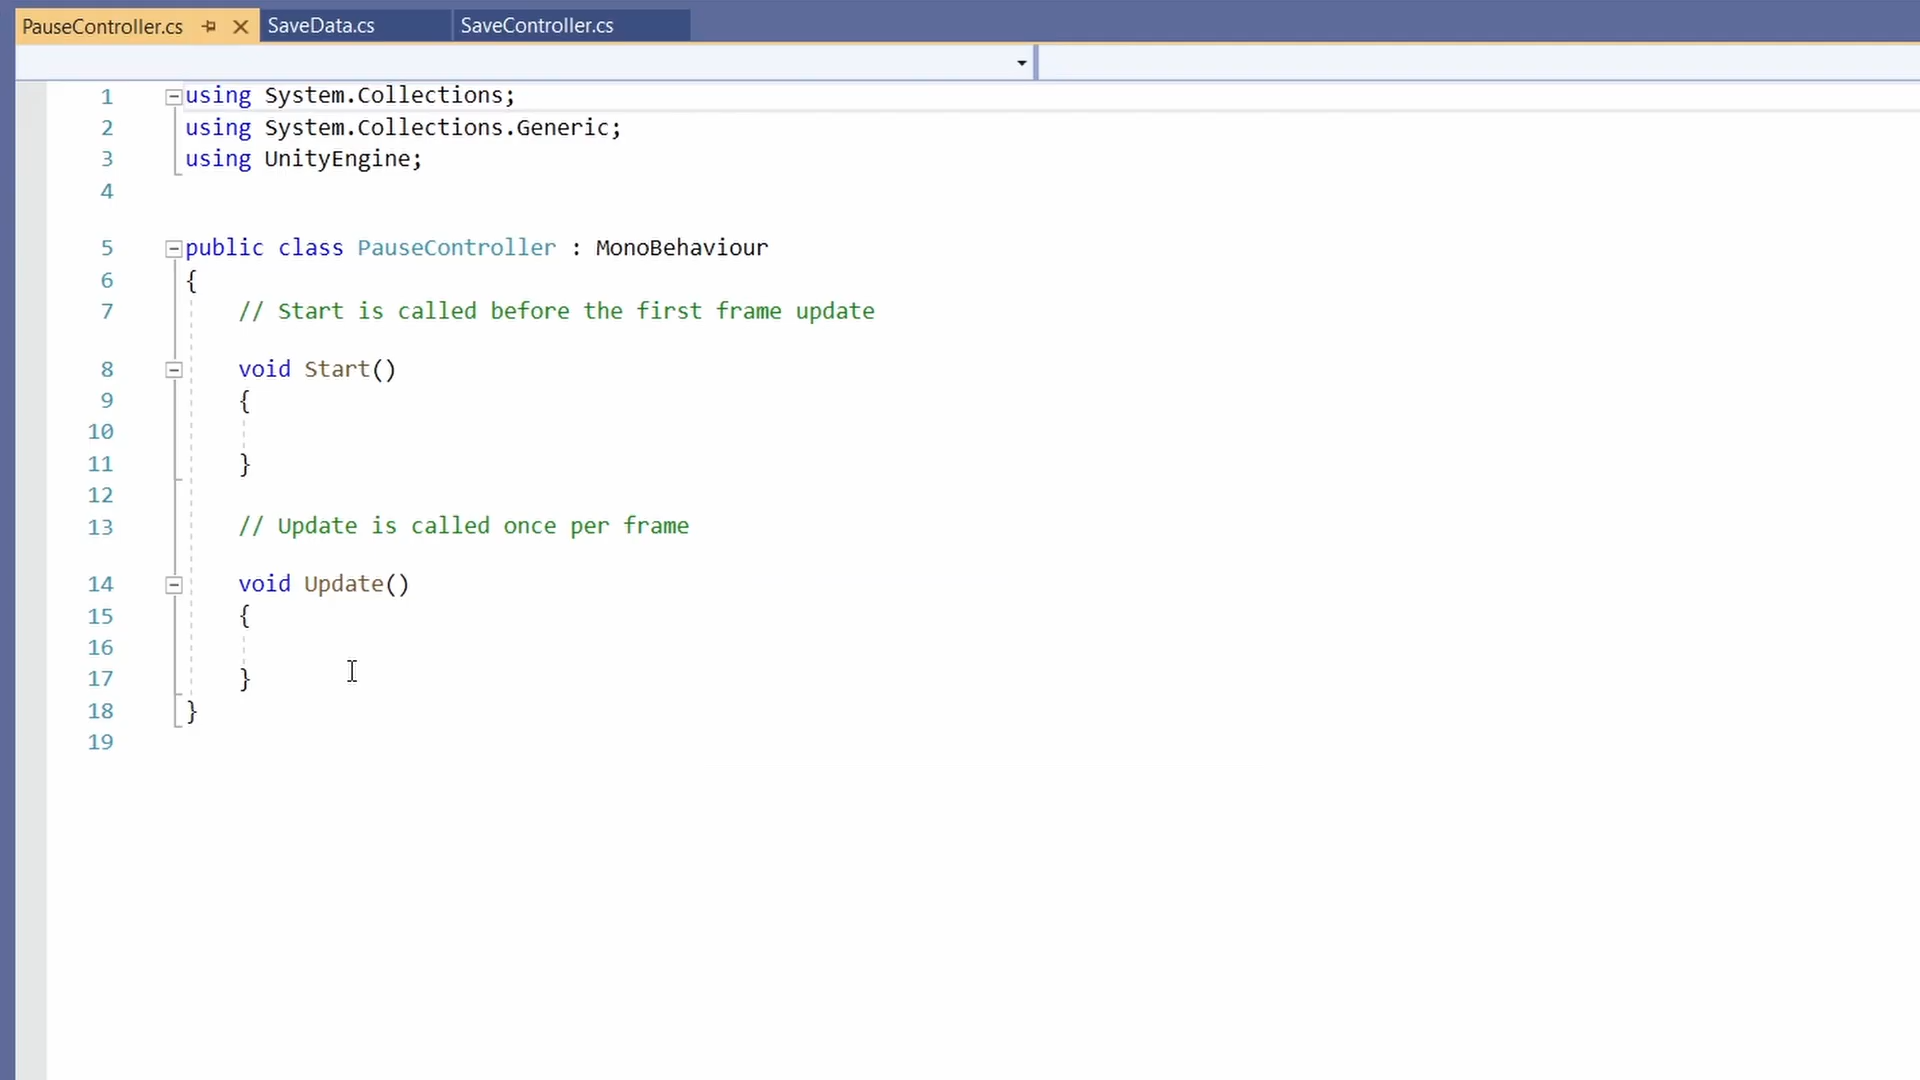 PauseController.cs SaveData.cs SaveController.cs
1 using System.Collections;
2 using System.Collections.Generic;
3 using UnityEngine;
4
5 public class PauseController : MonoBehaviour
6 {
7 // Start is called before the first frame update
8 void Start()
9 {
10
11 }
12
13 // Update is called once per frame
14 void Update()
15 {
16
17 }
18 }
19